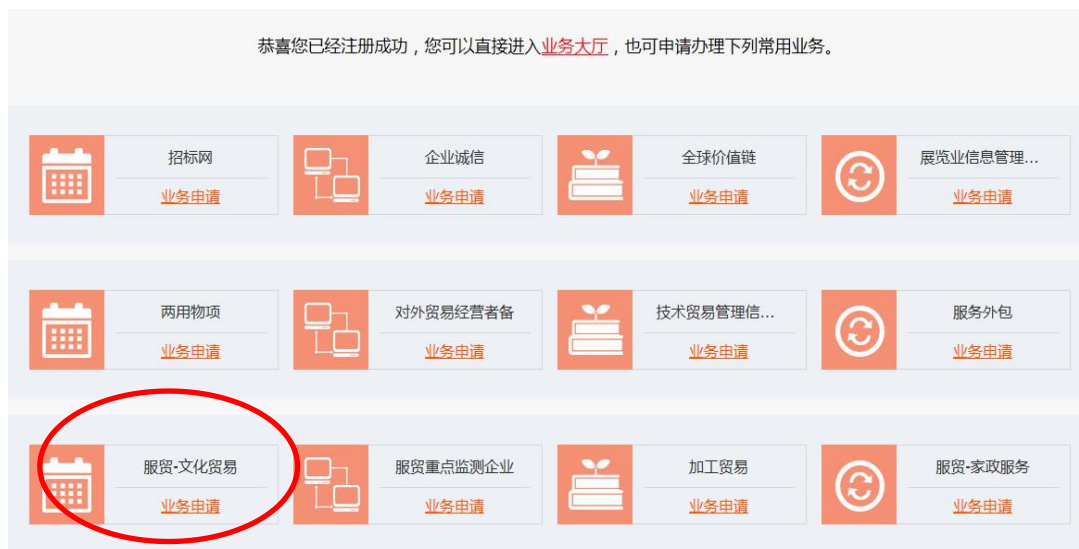 恭喜您已经注册成功，您可以直接进入业务大厅，也可申请办理下列常用业务。
招标网
业务申请
企业诚信
业务申请
全球价值链
业务申请
展览业信息管理...
业务申请
两用物项
业务申请
对外贸易经营者备
业务申请
技术贸易管理信...
业务申请
服务外包
业务申请
服贸-文化贸易
业务申请
服贸重点监测企业
业务申请
加工贸易
业务申请
服贸-家政服务
业务申请